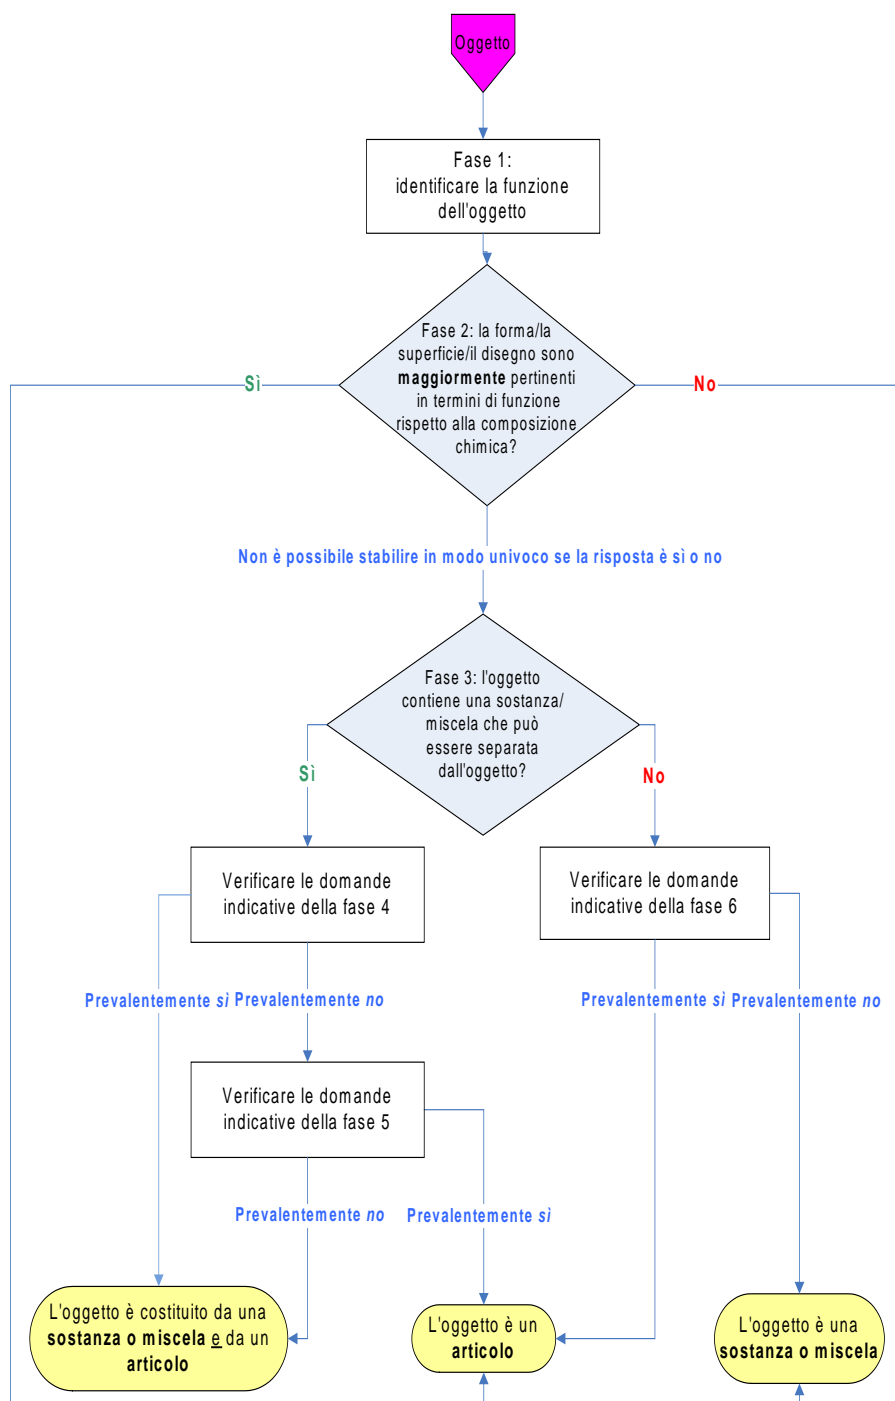 Oggetto
Fase 1:
identificare la funzione
dell'oggetto
Fase 2: la forma/la
superficie/il disegno sono
maggiormente pertinenti
in termini di funzione
rispetto alla composizione
chimica?
Sì
No
Non è possibile stabilire in modo univoco se la risposta è sì o no
Fase 3: l'oggetto
contiene una sostanza/
miscela che può
essere separata
dall'oggetto?
Sì
No
Verificare le domande
indicative della fase 4
Verificare le domande
indicative della fase 6
Prevalentemente sì
Prevalentemente no
Prevalentemente sì
Prevalentemente no
Verificare le domande
indicative della fase 5
Prevalentemente no
Prevalentemente sì
L'oggetto è costituito da una
sostanza o miscela e da un
articolo
L'oggetto è un
articolo
L'oggetto è una
sostanza o miscela